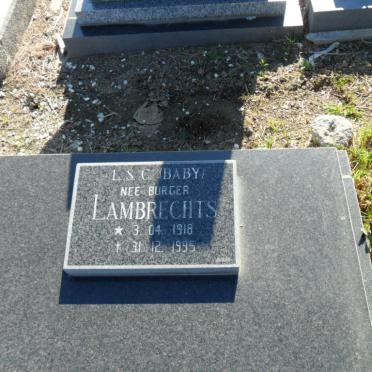 L.S.C. (BABY)
NEE BURGER
LAMBRECHTS
★ 3. 04. 1918
† 31. 12. 1995